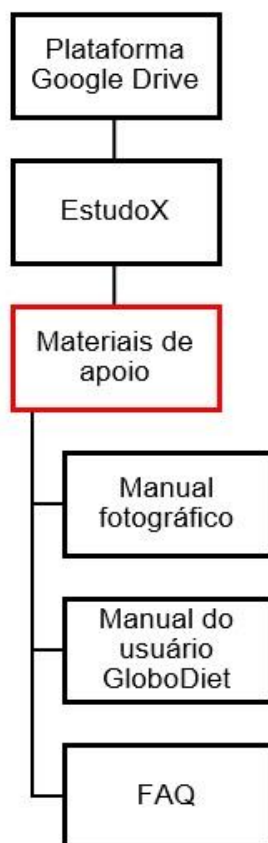 Plataforma
Google Drive
EstudoX
Materiais de
apoio
Manual
fotográfico
Manual do
usuário
GloboDiet
FAQ